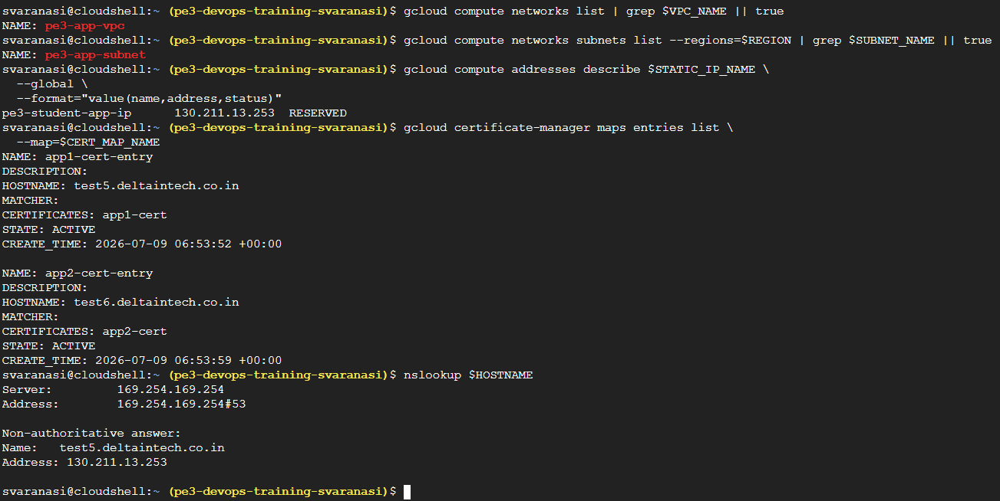 svaranasi@cloudshell:~ (pe3-devops-training-svaranasi)$ gcloud compute networks list | grep $VPC_NAME || true
NAME: pe3-app-vpc
svaranasi@cloudshell:~ (pe3-devops-training-svaranasi)$ gcloud compute networks subnets list --regions=$REGION | grep $SUBNET_NAME || true
NAME: pe3-app-subnet
svaranasi@cloudshell:~ (pe3-devops-training-svaranasi)$ gcloud compute addresses describe $STATIC_IP_NAME \
  --global \
  --format="value(name,address,status)"
pe3-student-app-ip      130.211.13.253  RESERVED
svaranasi@cloudshell:~ (pe3-devops-training-svaranasi)$ gcloud certificate-manager maps entries list \
  --map=$CERT_MAP_NAME
NAME: app1-cert-entry
DESCRIPTION:
HOSTNAME: test5.deltaintech.co.in
MATCHER:
CERTIFICATES: app1-cert
STATE: ACTIVE
CREATE_TIME: 2026-07-09 06:53:52 +00:00

NAME: app2-cert-entry
DESCRIPTION:
HOSTNAME: test6.deltaintech.co.in
MATCHER:
CERTIFICATES: app2-cert
STATE: ACTIVE
CREATE_TIME: 2026-07-09 06:53:59 +00:00
svaranasi@cloudshell:~ (pe3-devops-training-svaranasi)$ nslookup $HOSTNAME
Server:         169.254.169.254
Address:        169.254.169.254#53

Non-authoritative answer:
Name:   test5.deltaintech.co.in
Address: 130.211.13.253

svaranasi@cloudshell:~ (pe3-devops-training-svaranasi)$